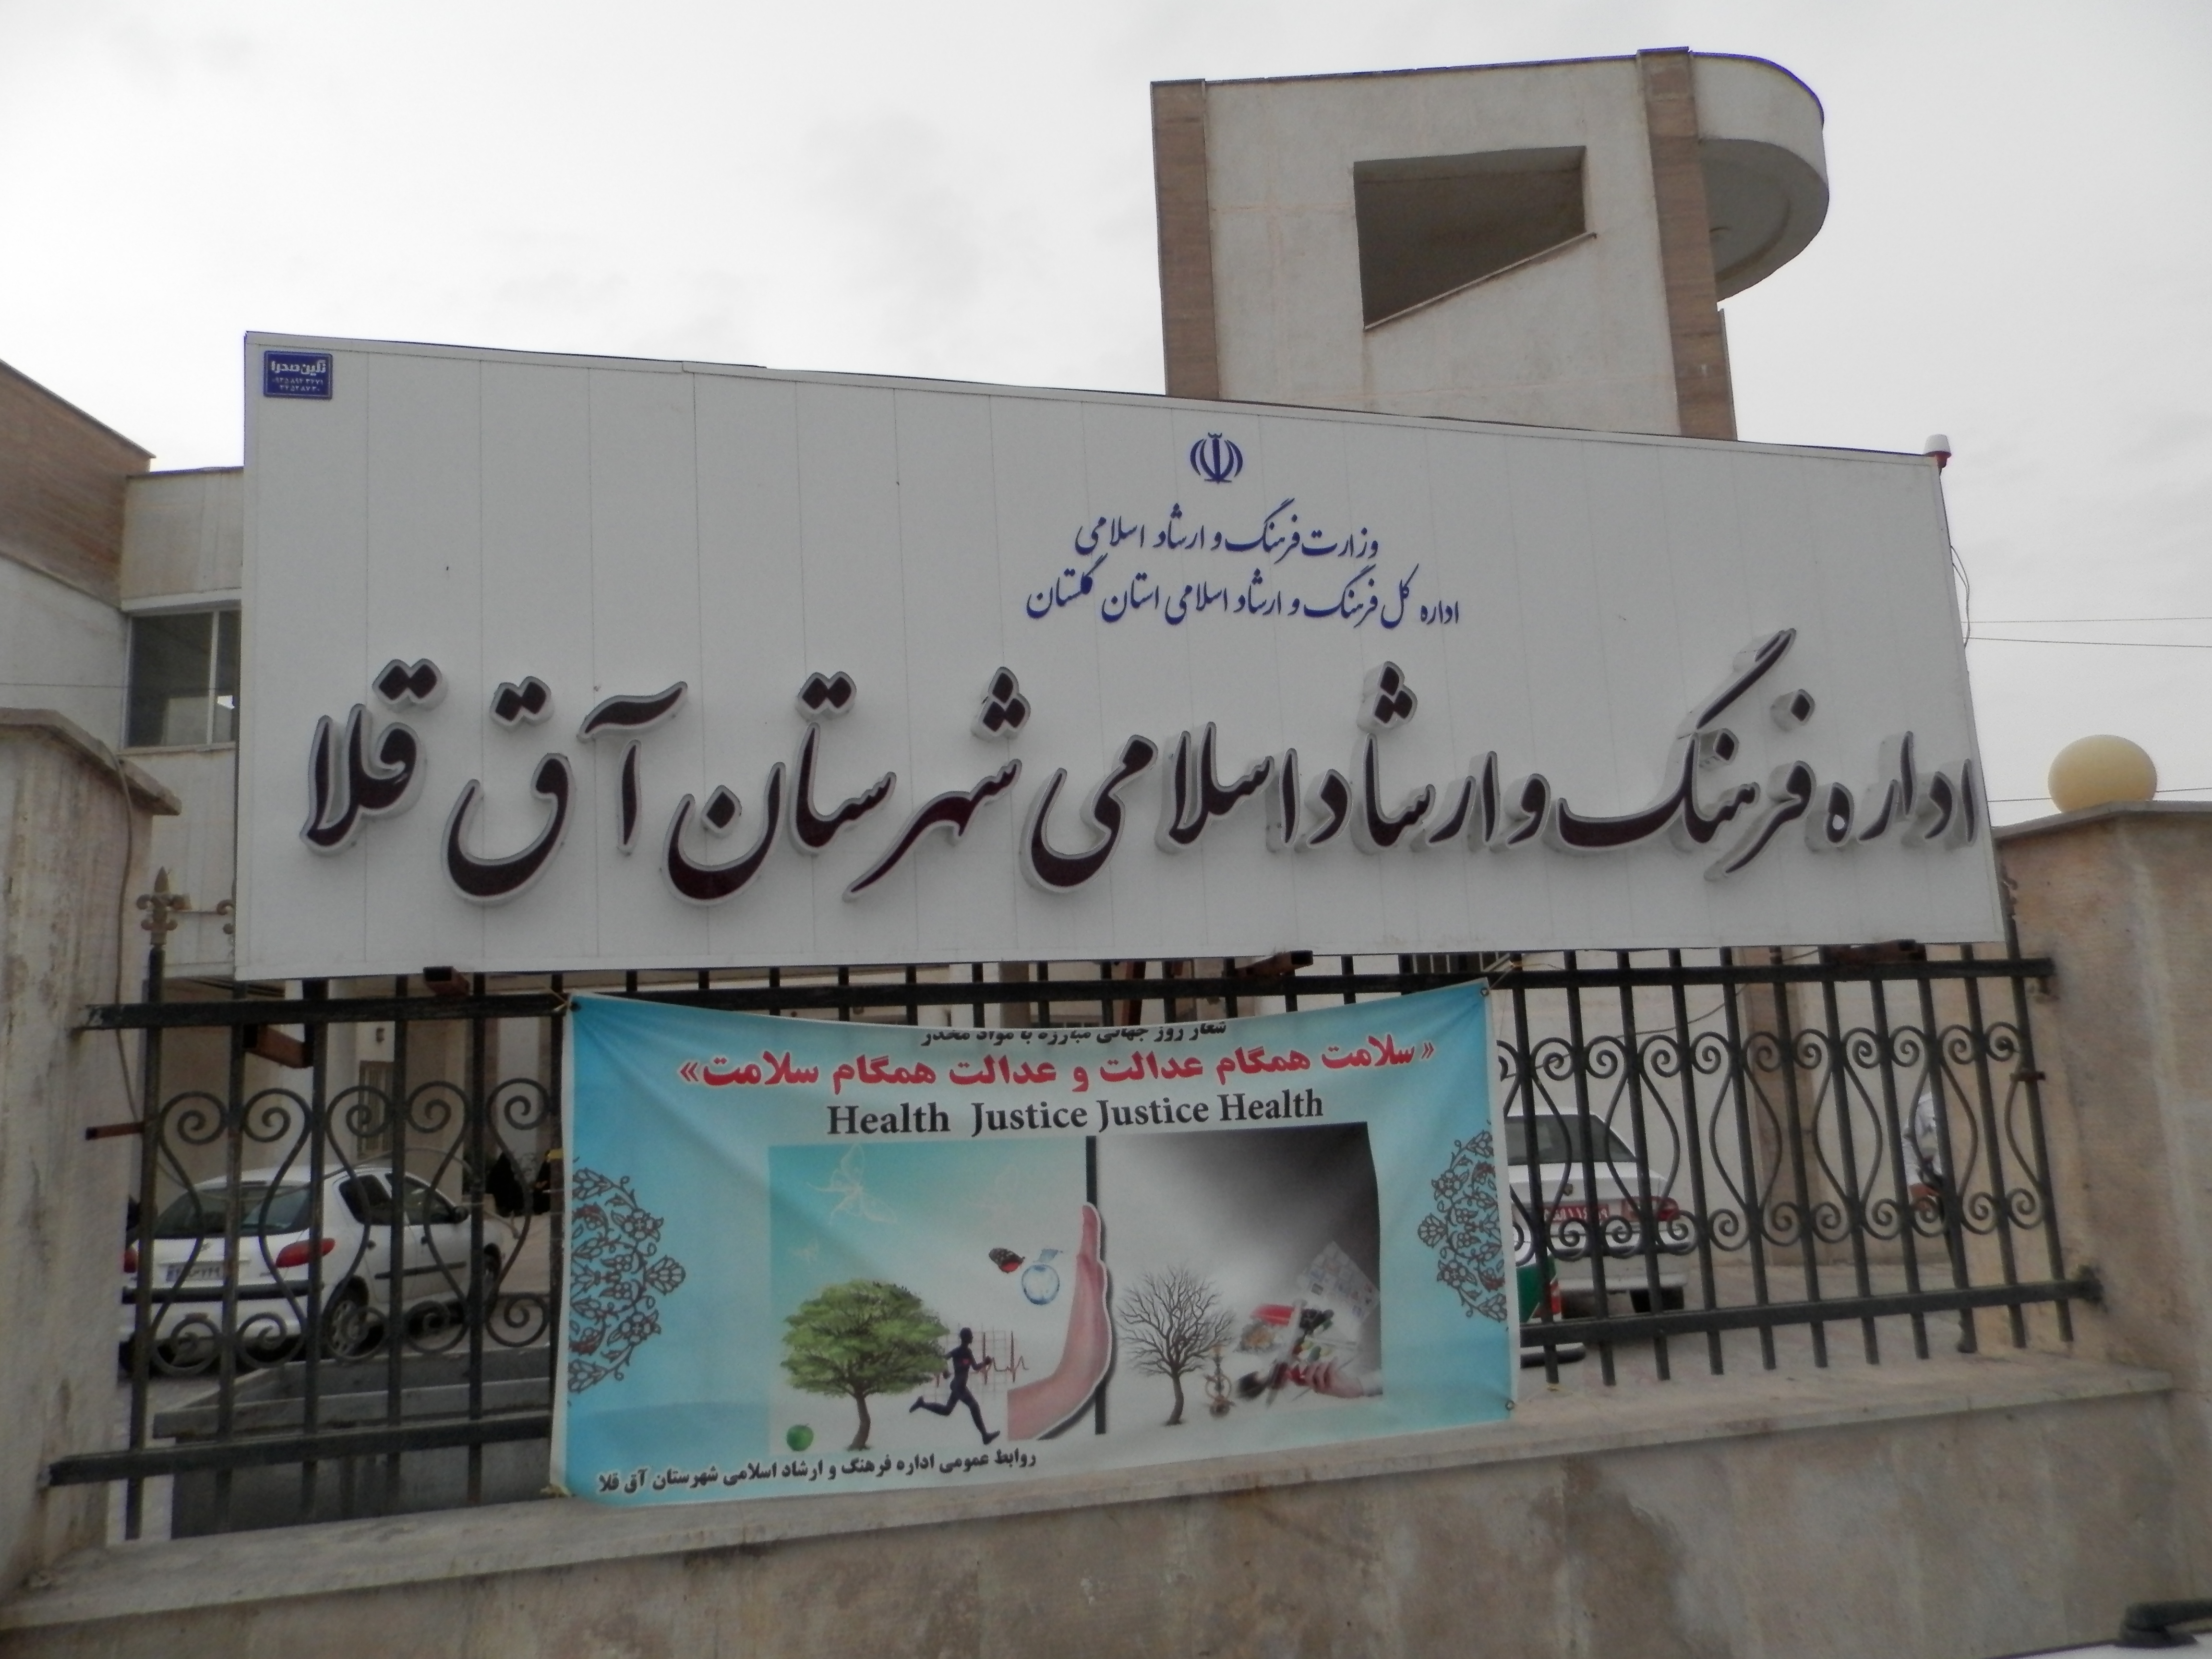 نگین صدرا
وزارت فرهنگ و ارشاد اسلامی
اداره کل فرهنگ و ارشاد اسلامی استان گلستان
اداره فرهنگ و ارشاد اسلامی شهرستان آق قلا
شعار روز جهانی مبارزه با مواد مخدر
«سلامت همگام عدالت و عدالت همگام سلامت»
Health Justice Justice Health
روابط عمومی اداره فرهنگ و ارشاد اسلامی شهرستان آق قلا